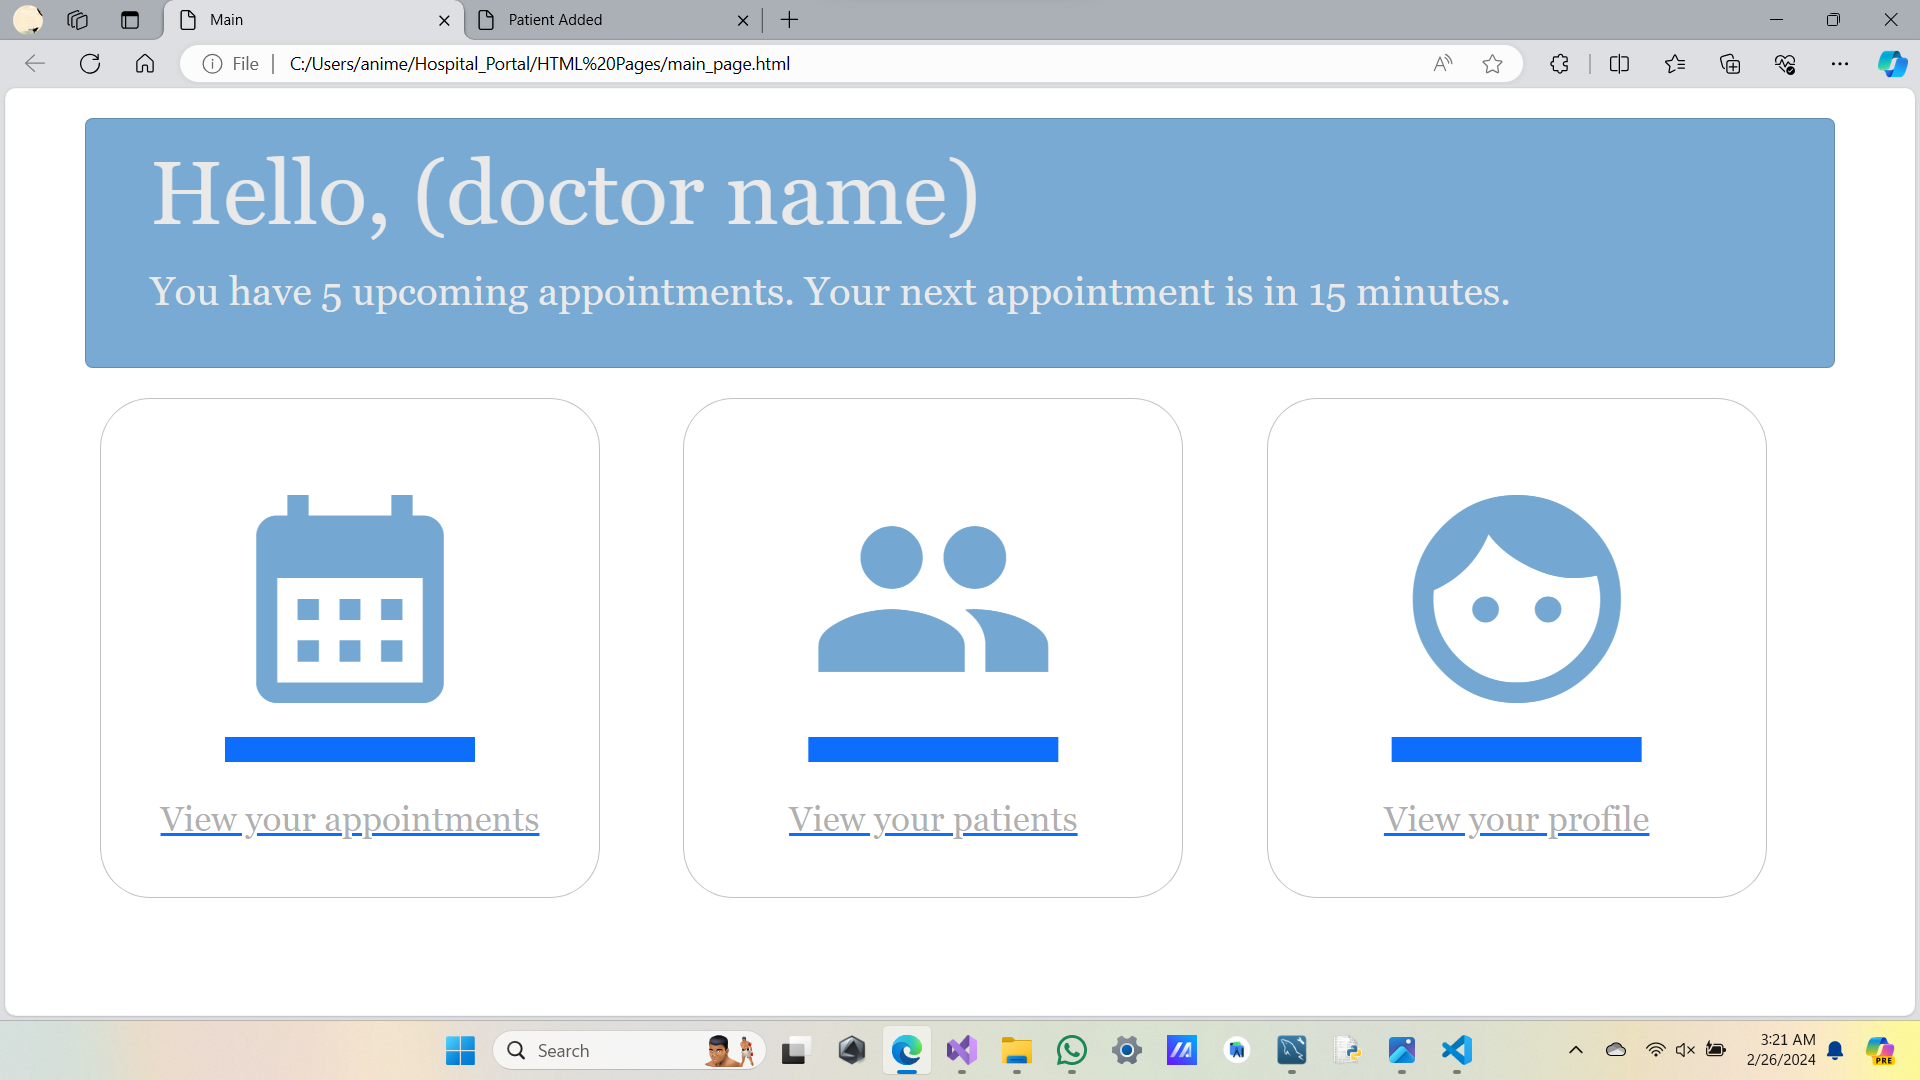 Main
Patient Added
File
C:/Users/anime/Hospital_Portal/HTML%20Pages/main_page.html
Hello, (doctor name)
You have 5 upcoming appointments. Your next appointment is in 15 minutes.
View your appointments
View your patients
View your profile
Search
3:21 AM
2/26/2024
PRE